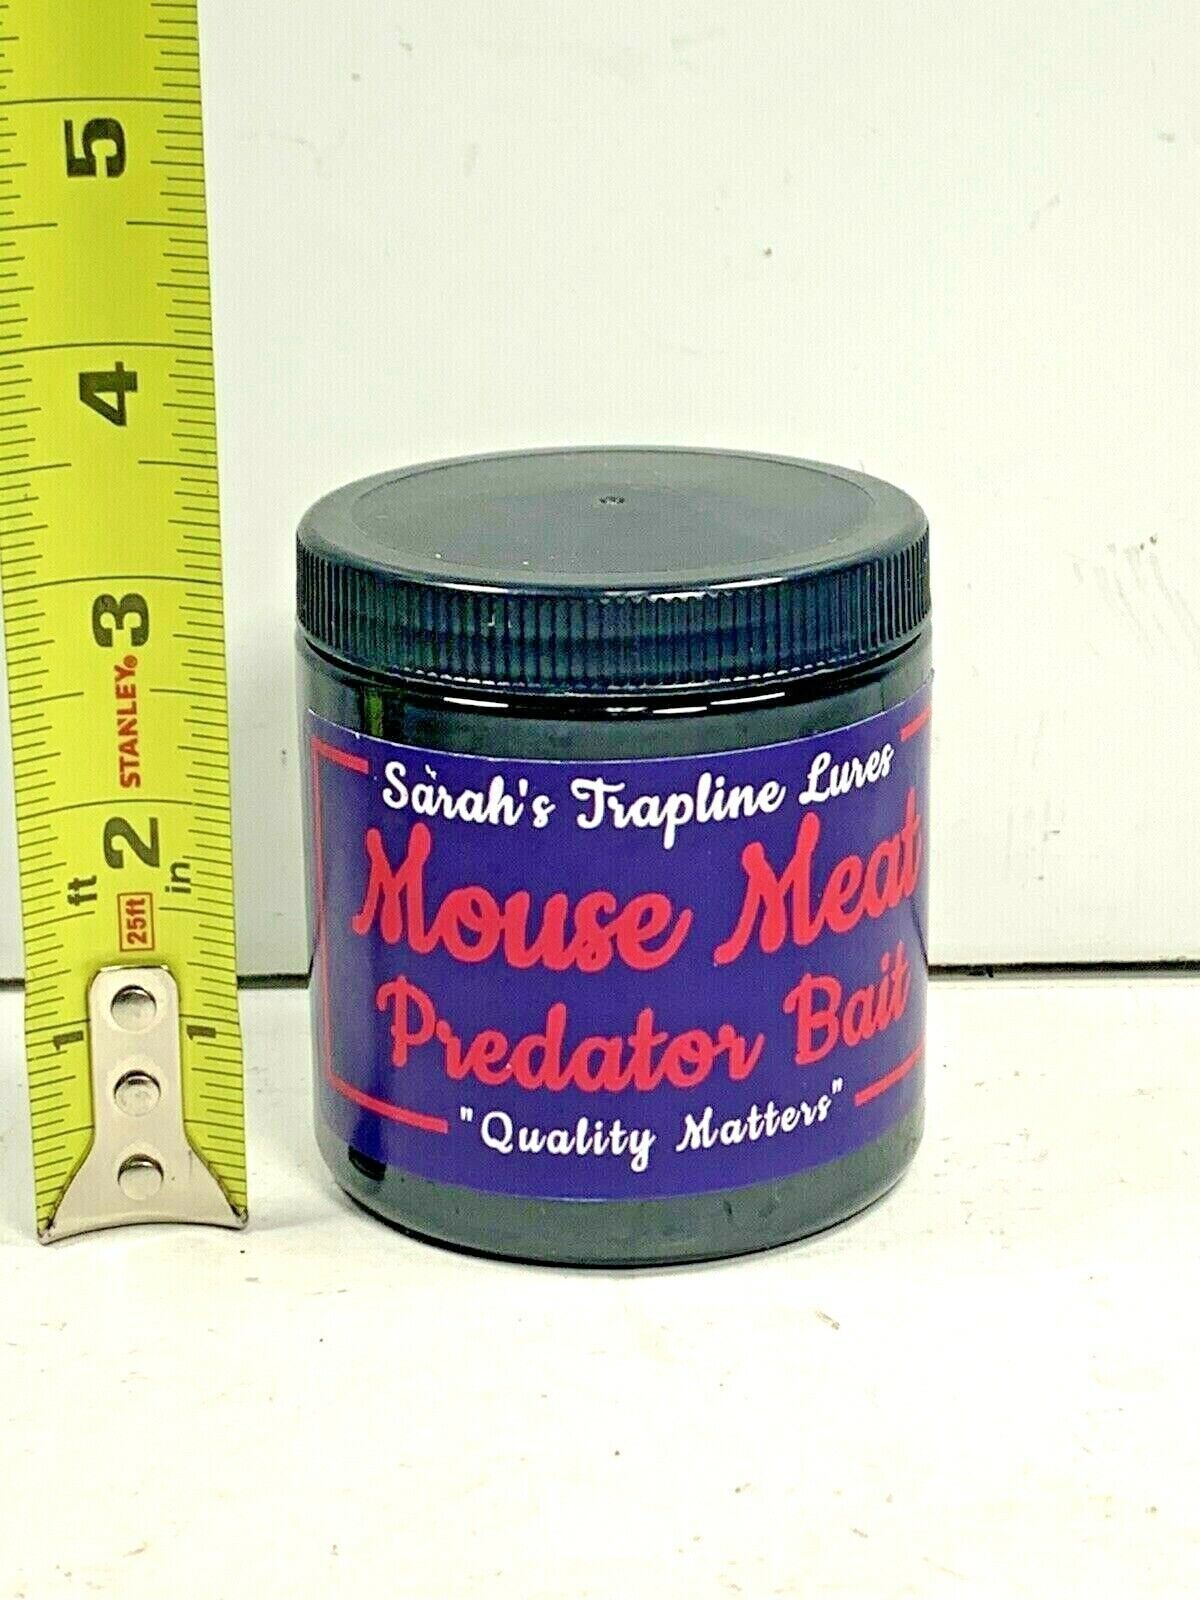 5
4
3
STANLEY®
2
ft
in
25ft
1 1
Sarah's Trapline Lures
Mouse Meat
Predator Bait
"Quality Matters"